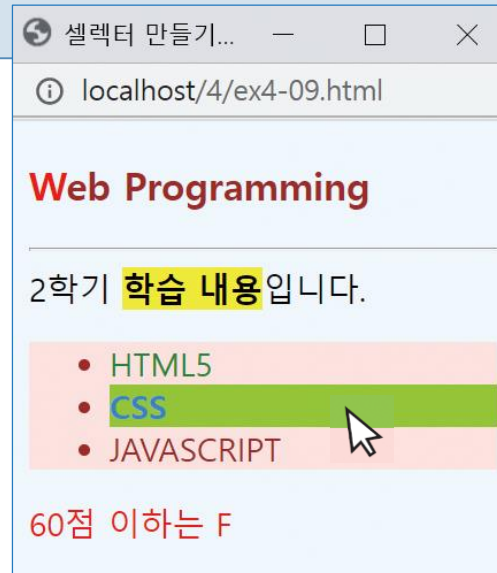 셀렉터 만들기...
localhost/4/ex4-09.html
Web Programming
2학기 학습 내용입니다.
HTML5
CSS
JAVASCRIPT
60점 이하는 F